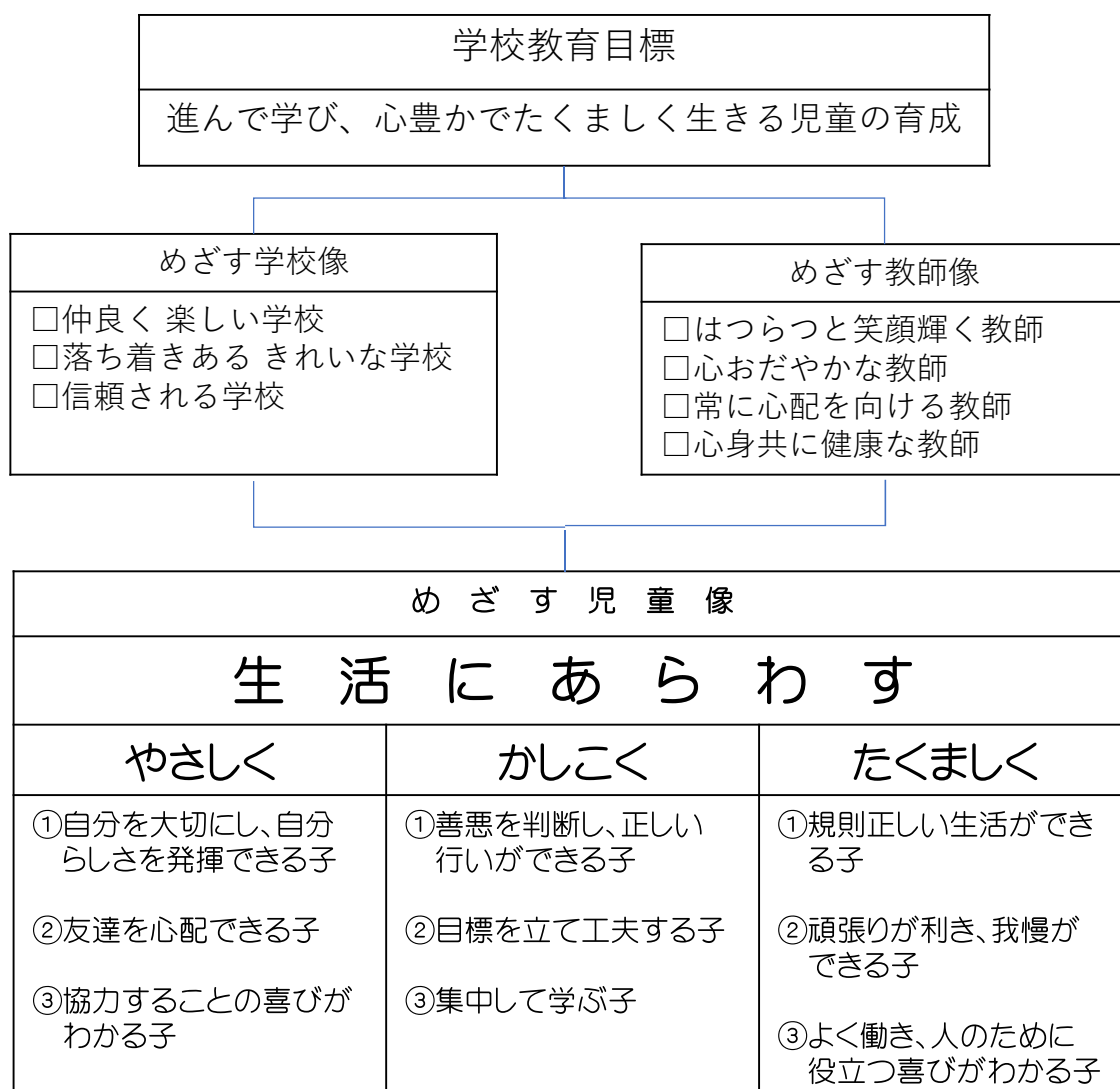 学校教育目標
進んで学び、心豊かでたくましく生きる児童の育成
めざす学校像
□仲良く 楽しい学校
□落ち着きある きれいな学校
□信頼される学校
めざす教師像
□はつらつと笑顔輝く教師
□心おだやかな教師
□常に心配を向ける教師
□心身共に健康な教師
めざす児童像
生活にあらわす
やさしく
①自分を大切にし、自分
らしさを発揮できる子
②友達を心配できる子
③協力することの喜びが
わかる子
かしこく
①善悪を判断し、正しい
行いができる子
②目標を立て工夫する子
③集中して学ぶ子
たくましく
①規則正しい生活ができ
る子
②頑張りが利き、我慢が
できる子
③よく働き、人のために
役立つ喜びがわかる子